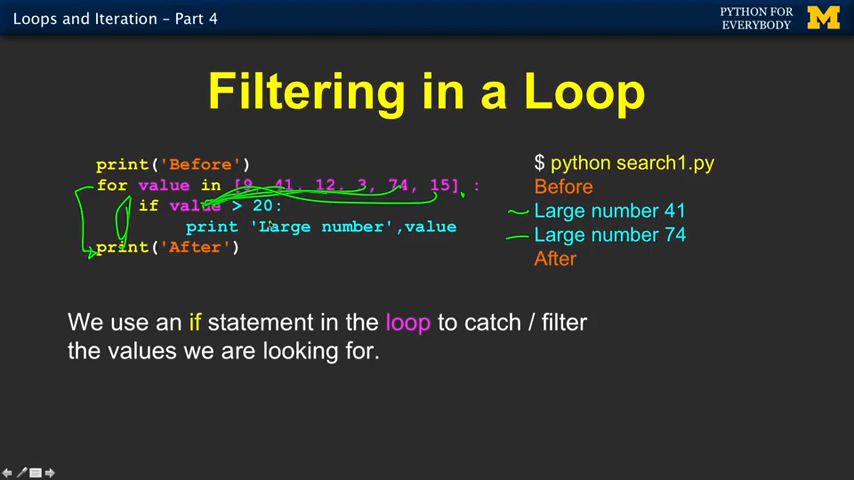 Loops and Iteration – Part 4
PYTHON FOR
EVERYBODY
M
Filtering in a Loop
print('Before')
for value in [9, 41, 12, 3, 74, 15] :
if value > 20:
print 'Large number',value
print('After')
$ python search1.py
Before
Large number 41
Large number 74
After
We use an if statement in the loop to catch / filter
the values we are looking for.